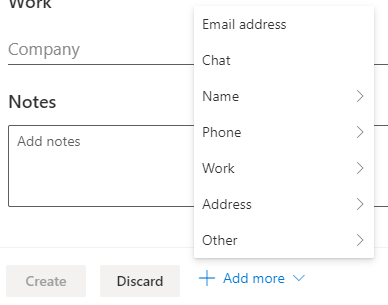 Work
Company
Notes
Add notes
Email address
Chat
Name
Phone
Work
Address
Other
Create
Discard
Add more